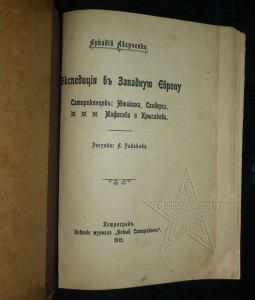 Аркадій Аверченко.
Экспедиція въ Западную Европу
Сатириконцевъ: Южакина, Сандерса,
Мифасова и Крысакова.
Рисунки: А. Радакова
Петроградъ.
Изданіе журнала „Новый Сатириконъ".
1915.